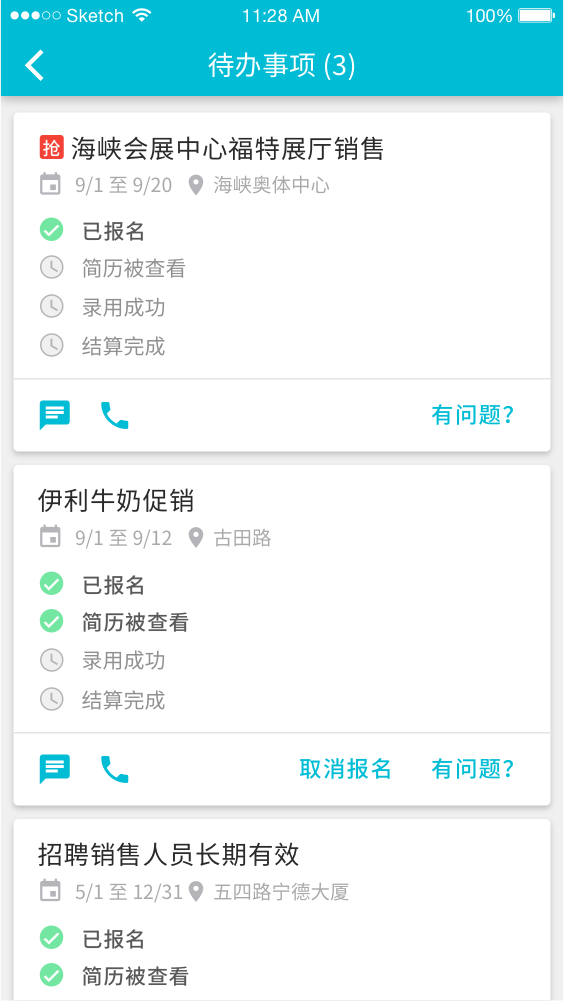 Sketch 11:28 AM 100%
待办事项 (3)
抢 海峡会展中心福特展厅销售
9/1 至 9/20 海峡奥体中心
已报名
简历被查看
录用成功
结算完成
有问题?
伊利牛奶促销
9/1 至 9/12 古田路
已报名
简历被查看
录用成功
结算完成
取消报名 有问题?
招聘销售人员长期有效
5/1 至 12/31 五四路宁德大厦
已报名
简历被查看